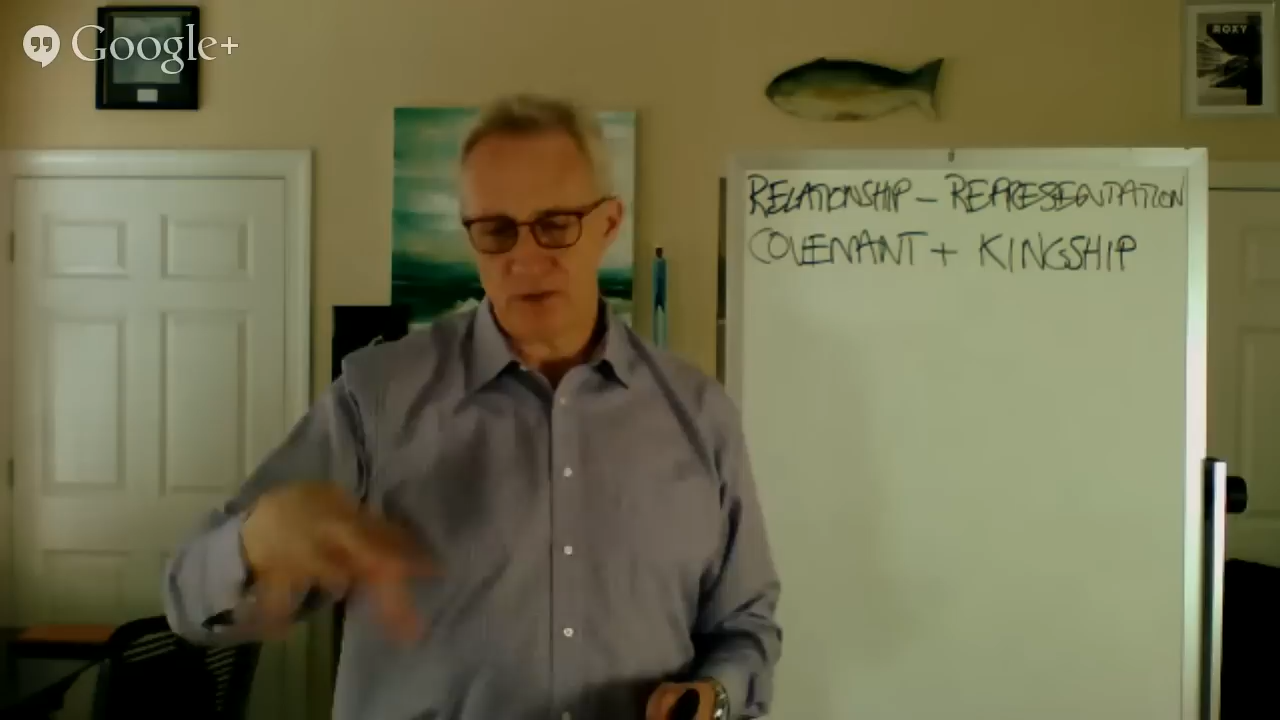 Google+
ROXY
RELATIONSHIP – REPRESENTATION
COVENANT + KINGSHIP